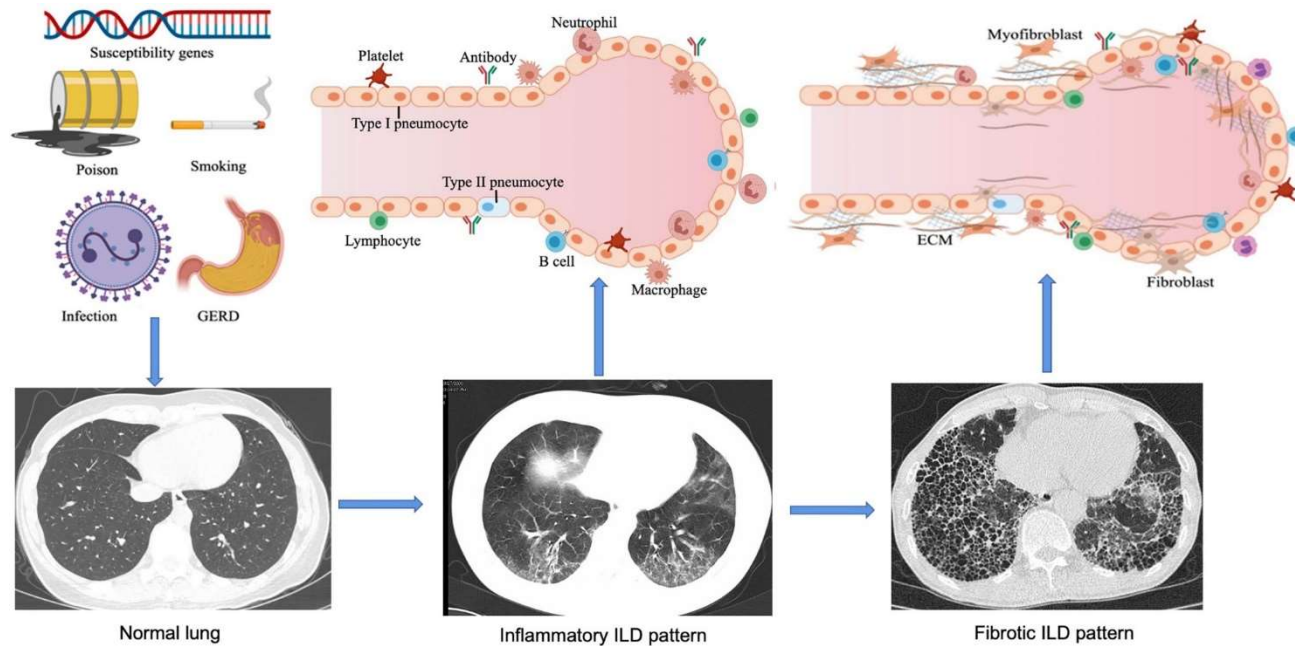 Susceptibility genes
Poison
Smoking
Infection
GERD
Platelet
Antibody
Neutrophil
Type I pneumocyte
Type II pneumocyte
Lymphocyte
B cell
Macrophage
Myofibroblast
ECM
Fibroblast
Normal lung
Inflammatory ILD pattern
Fibrotic ILD pattern